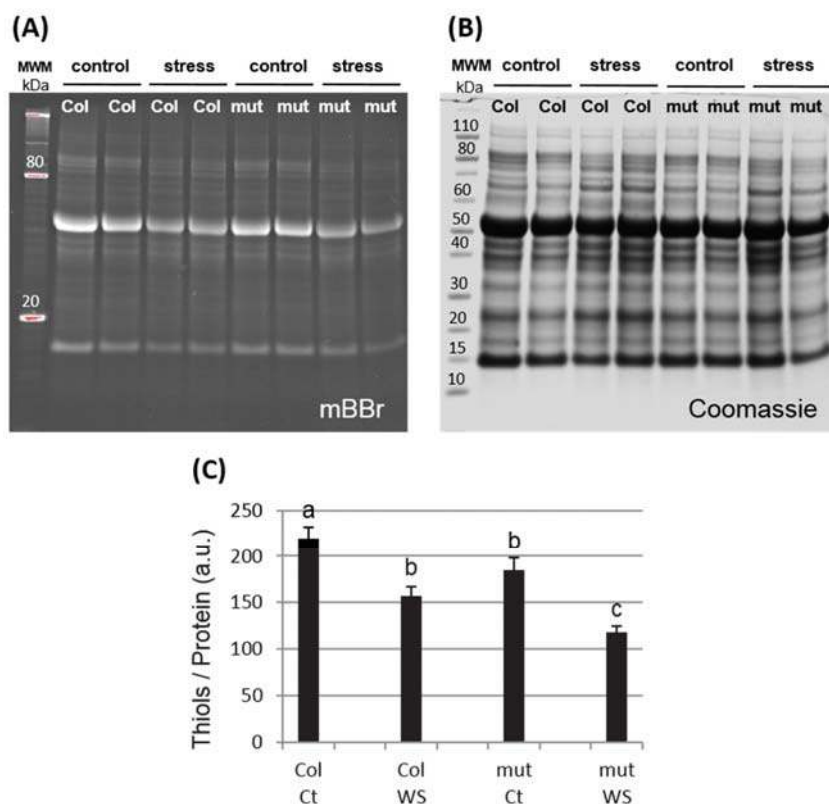 (A)
MWM control stress control stress
kDa
Col Col Col Col mut mut mut mut
80
20
mBBr
(B)
MWM control stress control stress
kDa
Col Col Col Col mut mut mut mut
110
80
60
50
40
30
20
15
10
Coomassie
(C)
Thiols / Protein (a.u.)
250
200
150
100
50
0
a
b
b
c
Col Col mut mut
Ct WS Ct WS